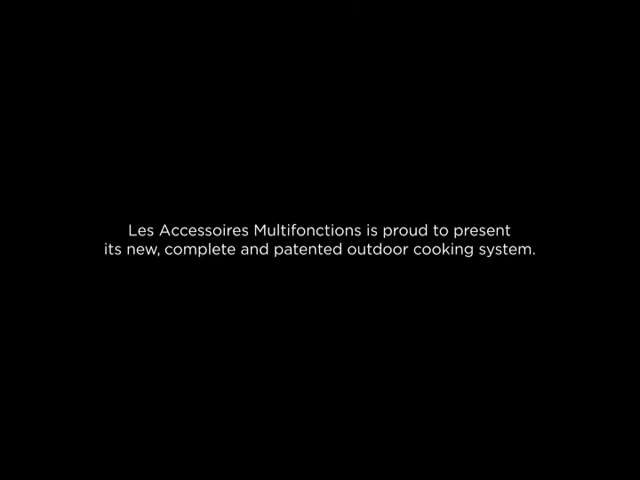 Les Accessoires Multifonctions is proud to present
its new, complete and patented outdoor cooking system.